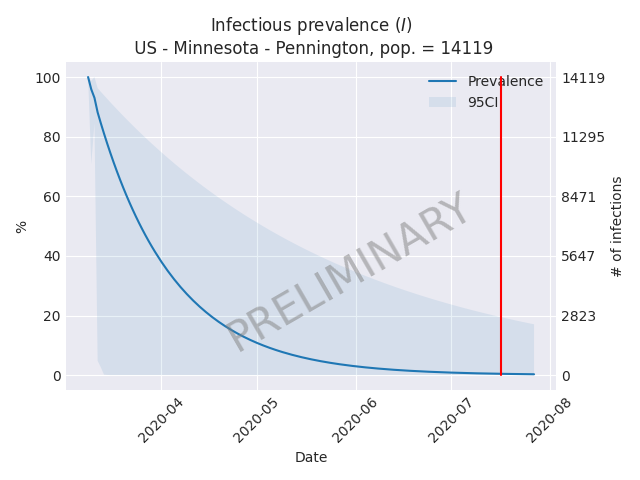 Infectious prevalence (I)
US - Minnesota - Pennington, pop. = 14119
100
80
60
40
20
0
%
Prevalence
95CI
PRELIMINARY
14119
11295
8471
5647
2823
0
# of infections
2020-04
2020-05
2020-06
2020-07
2020-08
Date